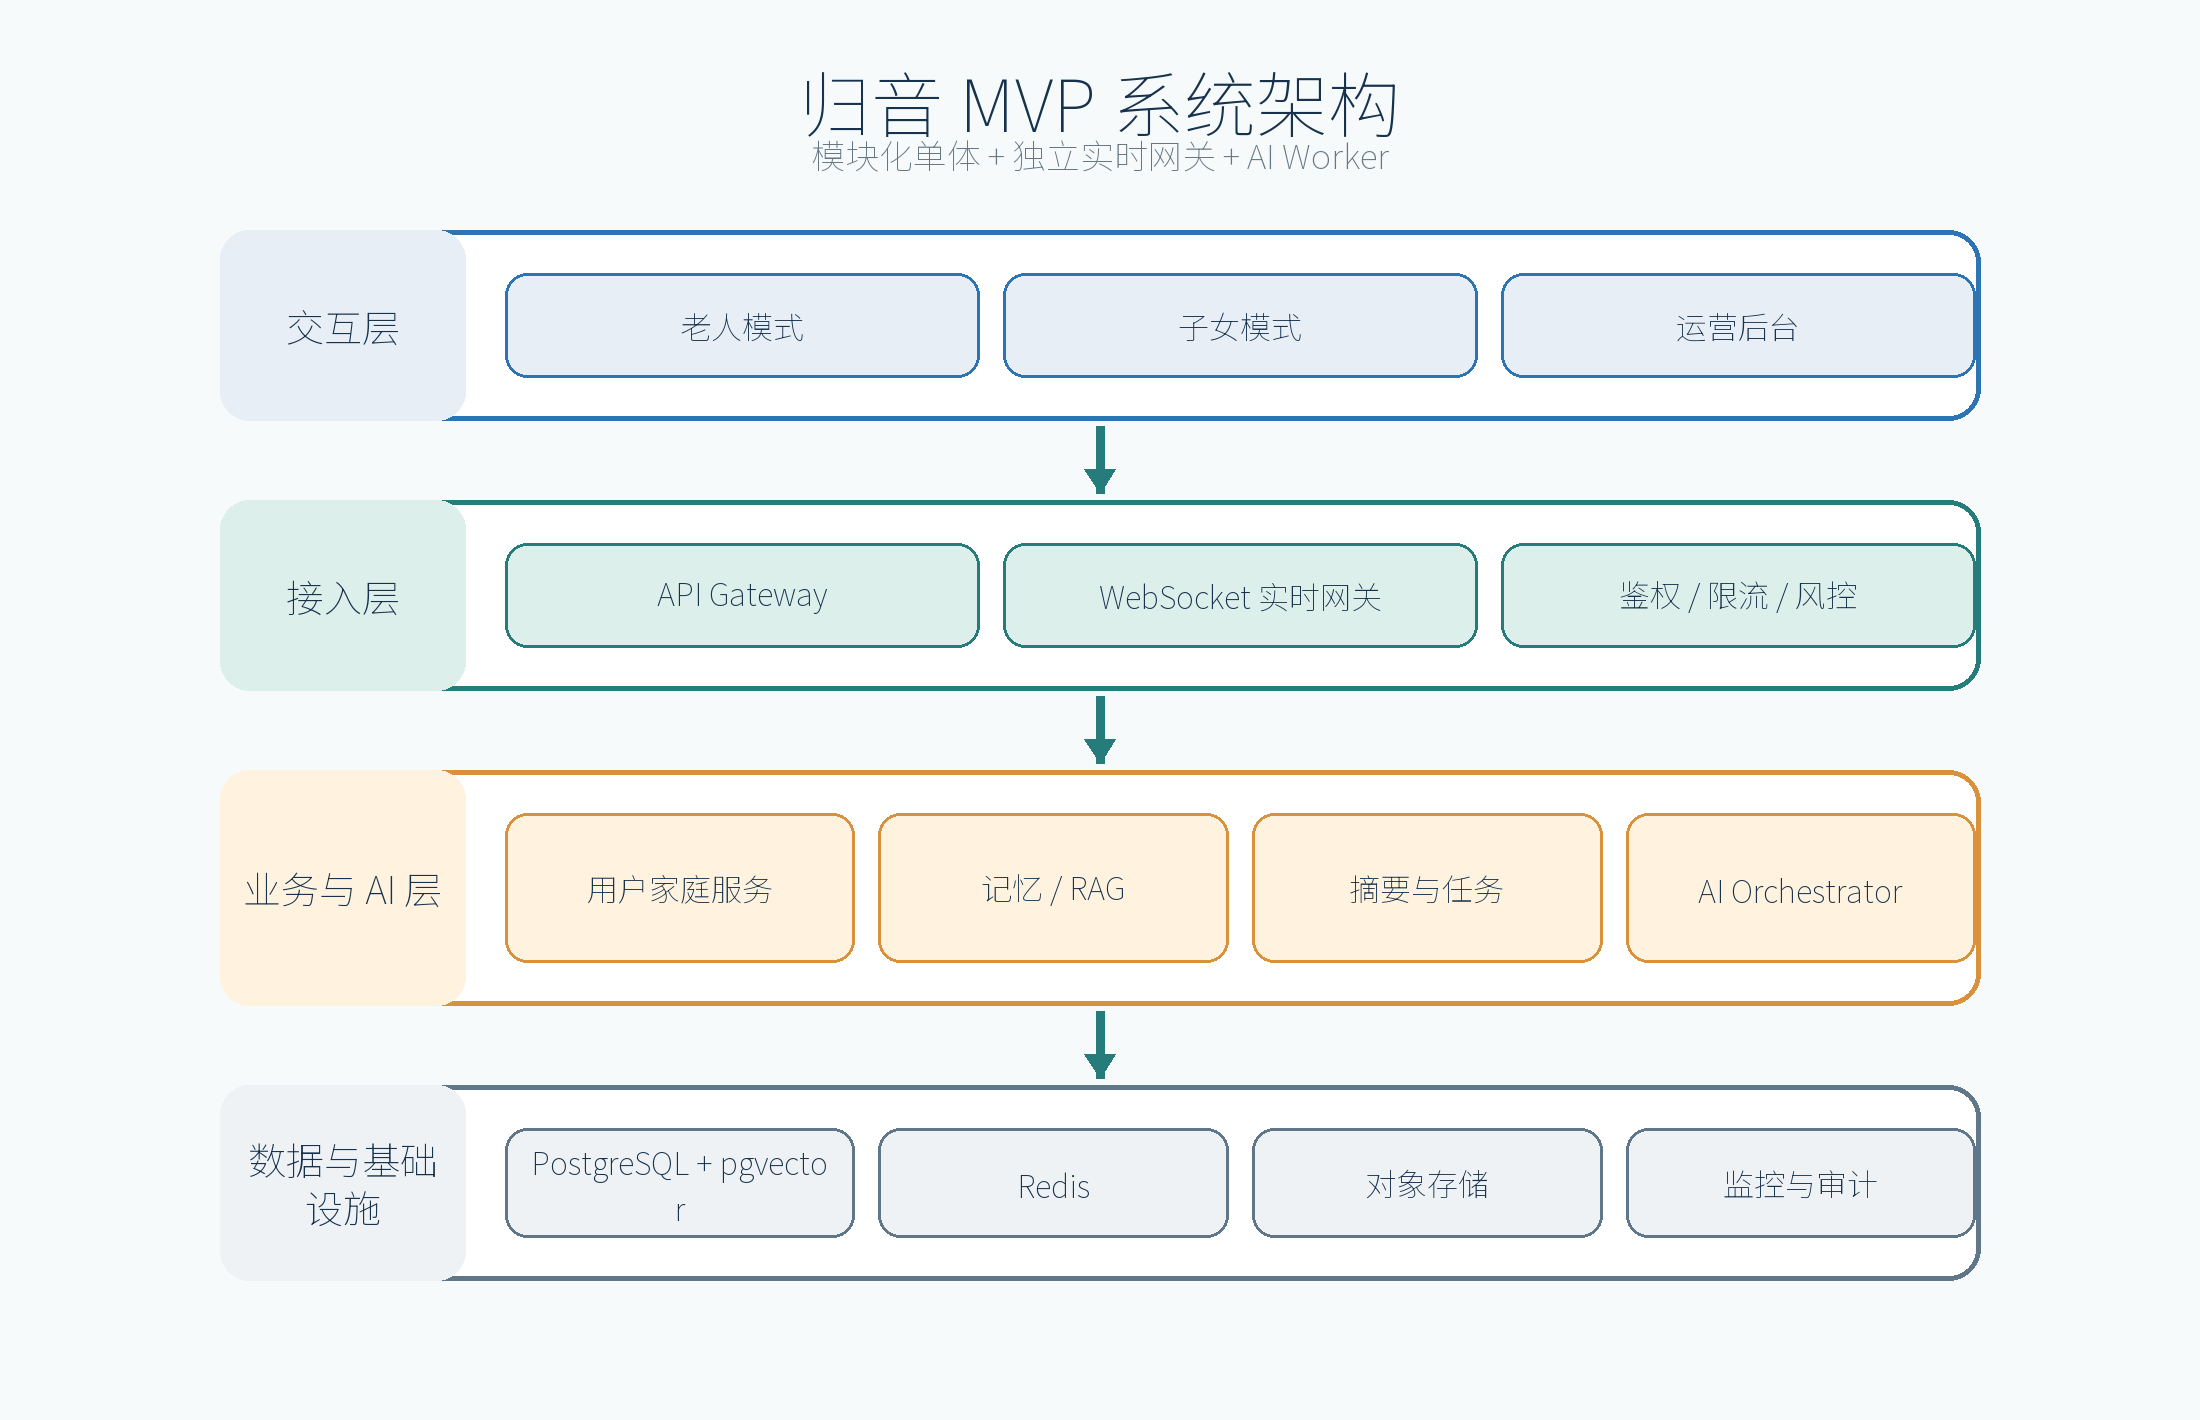 归音 MVP 系统架构
模块化单体 + 独立实时网关 + AI Worker
交互层
老人模式
子女模式
运营后台
接入层
API Gateway
WebSocket 实时网关
鉴权 / 限流 / 风控
业务与 AI 层
用户家庭服务
记忆 / RAG
摘要与任务
AI Orchestrator
数据与基础
设施
PostgreSQL + pgvecto
r
Redis
对象存储
监控与审计